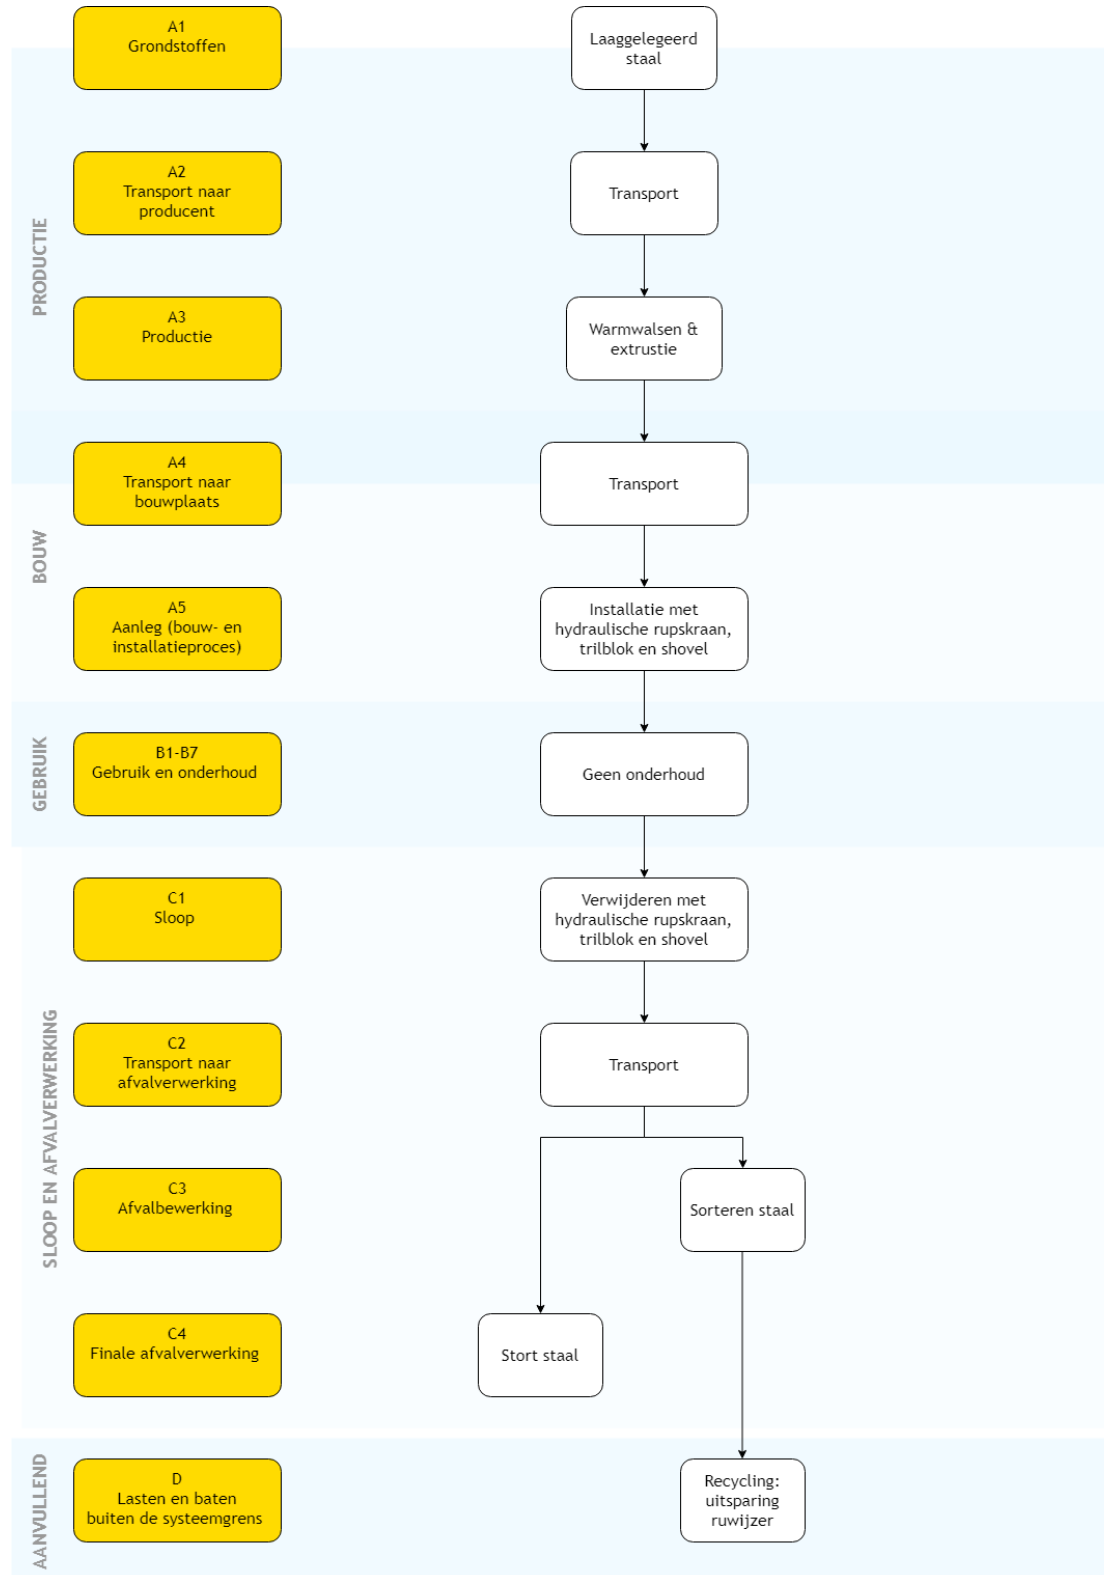 A1
Grondstoffen
Laaggelegeerd
staal
PRODUCTIE
A2
Transport naar
producent
Transport
A3
Productie
Warmwalsen &
extrustie
BOUW
A4
Transport naar
bouwplaats
Transport
A5
Aanleg (bouw- en
installatieproces)
Installatie met
hydraulische rupskraan,
trilblok en shovel
GEBRUIK
B1-B7
Gebruik en onderhoud
Geen onderhoud
SLOOP EN AFVALVERWERKING
C1
Sloop
Verwijderen met
hydraulische rupskraan,
trilblok en shovel
C2
Transport naar
afvalverwerking
Transport
C3
Afvalbewerking
Sorteren staal
C4
Finale afvalverwerking
Stort staal
AANVULLEND
D
Lasten en baten
buiten de systeemgrens
Recycling:
uitsparing
ruwijzer